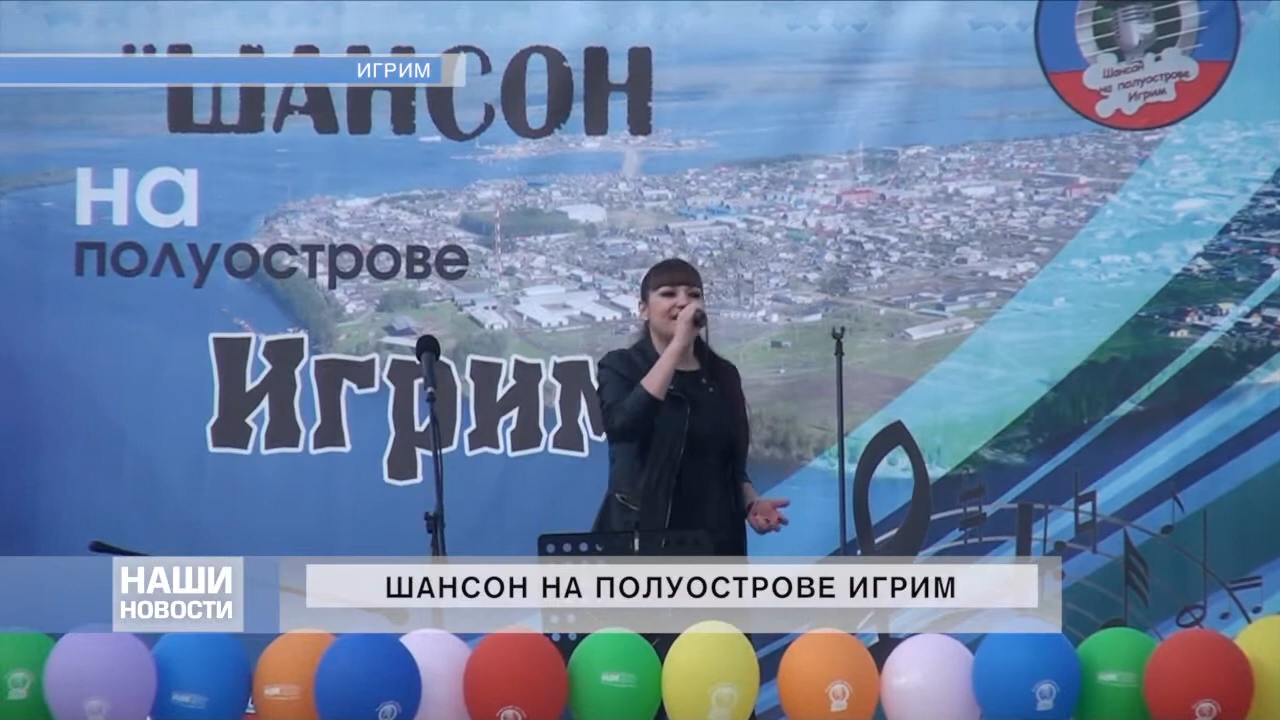 "ШАНСОН
ИГРИМ
на
полуострове
Игрим
Шансон
на полуострове
Игрим
НАШИ
НОВОСТИ
ШАНСОН НА ПОЛУОСТРОВЕ ИГРИМ